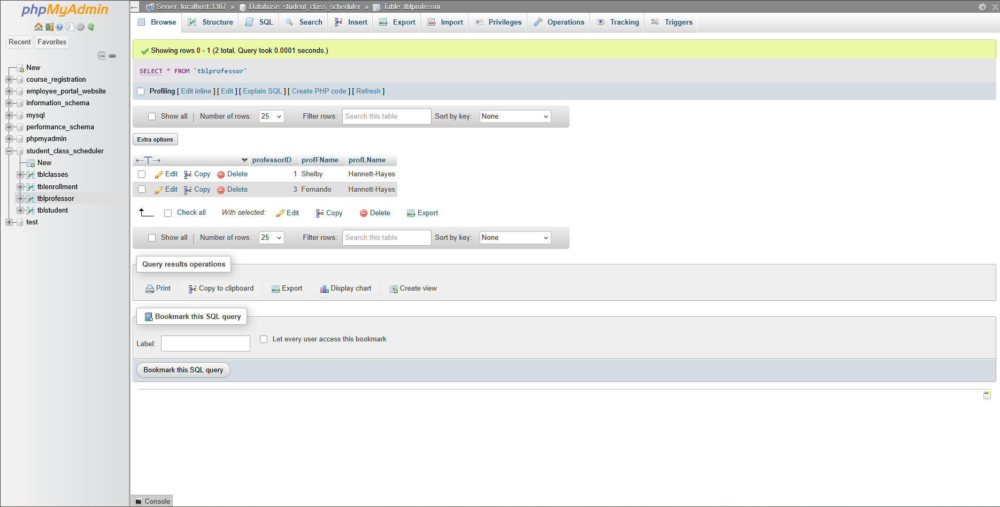 phpMyAdmin
Recent Favorites
New
course_registration
employee_portal_website
information_schema
mysql
performance_schema
phpmyadmin
student_class_scheduler
New
tblclasses
tblenrollment
tblprofessor
tblstudent
test
Server: localhost:3307 » Database: student_class_scheduler » Table: tblprofessor
Browse Structure SQL Search Insert Export Import Privileges Operations Tracking Triggers
Showing rows 0 - 1 (2 total, Query took 0.0001 seconds.)
SELECT * FROM `tblprofessor`
Profiling [ Edit inline ] [ Edit ] [ Explain SQL ] [ Create PHP code ] [ Refresh ]
Show all | Number of rows: 25 Filter rows: Search this table Sort by key: None
Extra options
←T→ professorID profFName profLName
Edit Copy Delete 1 Shelby Hannett-Hayes
Edit Copy Delete 3 Fernando Hannett-Hayes
Check all With selected: Edit Copy Delete Export
Show all | Number of rows: 25 Filter rows: Search this table Sort by key: None
Query results operations
Print Copy to clipboard Export Display chart Create view
Bookmark this SQL query
Label: Let every user access this bookmark
Bookmark this SQL query
Console